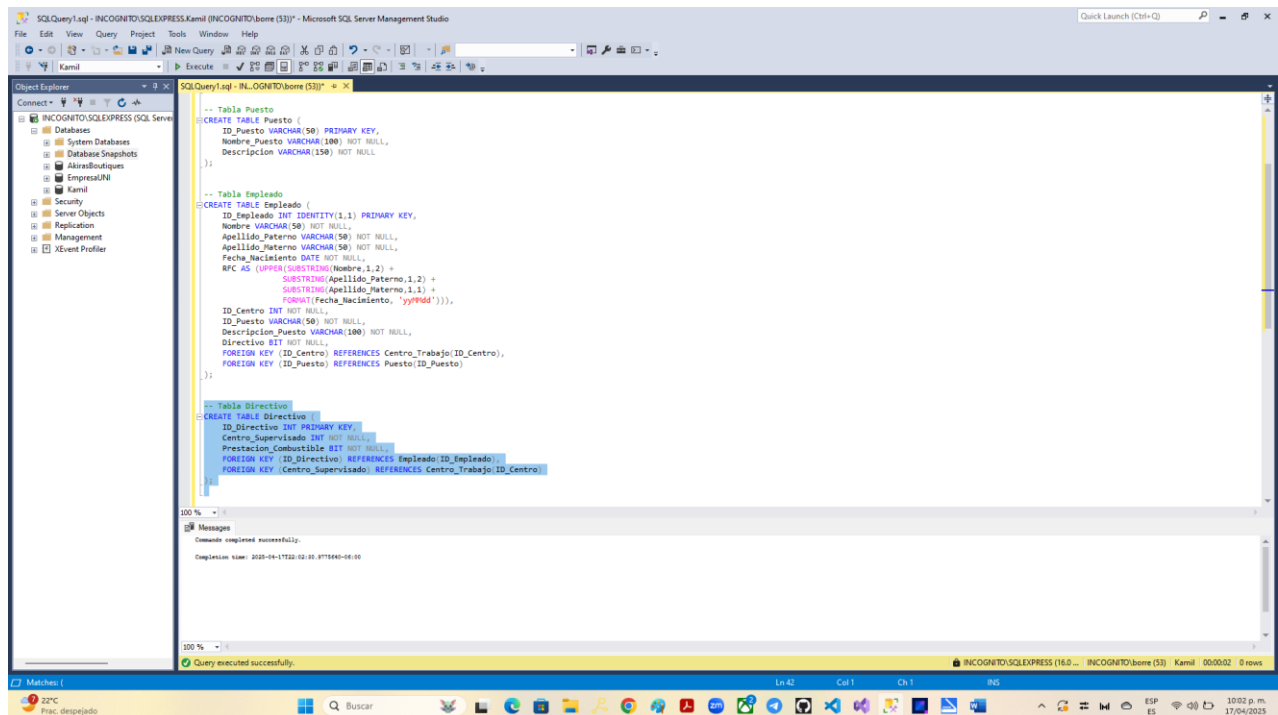 SQLQuery1.sql - INCOGNITO\SQLEXPRESS.Kamil (INCOGNITO\borre (53))* - Microsoft SQL Server Management Studio
Quick Launch (Ctrl+Q)
File Edit View Query Project Tools Window Help
New Query
Kamil
Execute
Object Explorer
SQLQuery1.sql - IN...OGNITO\borre (53))*
Connect
INCOGNITO\SQLEXPRESS (SQL Server
Databases
System Databases
Database Snapshots
AkirasBoutiques
EmpresaUNI
Kamil
Security
Server Objects
Replication
Management
XEvent Profiler
-- Tabla Puesto
CREATE TABLE Puesto (
ID_Puesto VARCHAR(50) PRIMARY KEY,
Nombre_Puesto VARCHAR(100) NOT NULL,
Descripcion VARCHAR(150) NOT NULL
);
-- Tabla Empleado
CREATE TABLE Empleado (
ID_Empleado INT IDENTITY(1,1) PRIMARY KEY,
Nombre VARCHAR(50) NOT NULL,
Apellido_Paterno VARCHAR(50) NOT NULL,
Apellido_Materno VARCHAR(50) NOT NULL,
Fecha_Nacimiento DATE NOT NULL,
RFC AS (UPPER(SUBSTRING(Nombre,1,2) +
SUBSTRING(Apellido_Paterno,1,2) +
SUBSTRING(Apellido_Materno,1,1) +
FORMAT(Fecha_Nacimiento, 'yyMMdd'))),
ID_Centro INT NOT NULL,
ID_Puesto VARCHAR(50) NOT NULL,
Descripcion_Puesto VARCHAR(100) NOT NULL,
Directivo BIT NOT NULL,
FOREIGN KEY (ID_Centro) REFERENCES Centro_Trabajo(ID_Centro),
FOREIGN KEY (ID_Puesto) REFERENCES Puesto(ID_Puesto)
);
-- Tabla Directivo
CREATE TABLE Directivo (
ID_Directivo INT PRIMARY KEY,
Centro_Supervisado INT NOT NULL,
Prestacion_Combustible BIT NOT NULL,
FOREIGN KEY (ID_Directivo) REFERENCES Empleado(ID_Empleado),
FOREIGN KEY (Centro_Supervisado) REFERENCES Centro_Trabajo(ID_Centro)
);
100 %
Messages
Commands completed successfully.
100 %
Query executed successfully.
INCOGNITO\SQLEXPRESS (16.0 ... INCOGNITO\borre (53) Kamil 00:00:02 0 rows
Matches: (
Ln 42 Col 1 Ch 1 INS
22°C
Prac. despejado
Buscar
ESP
ES
10:02 p. m.
17/04/2025